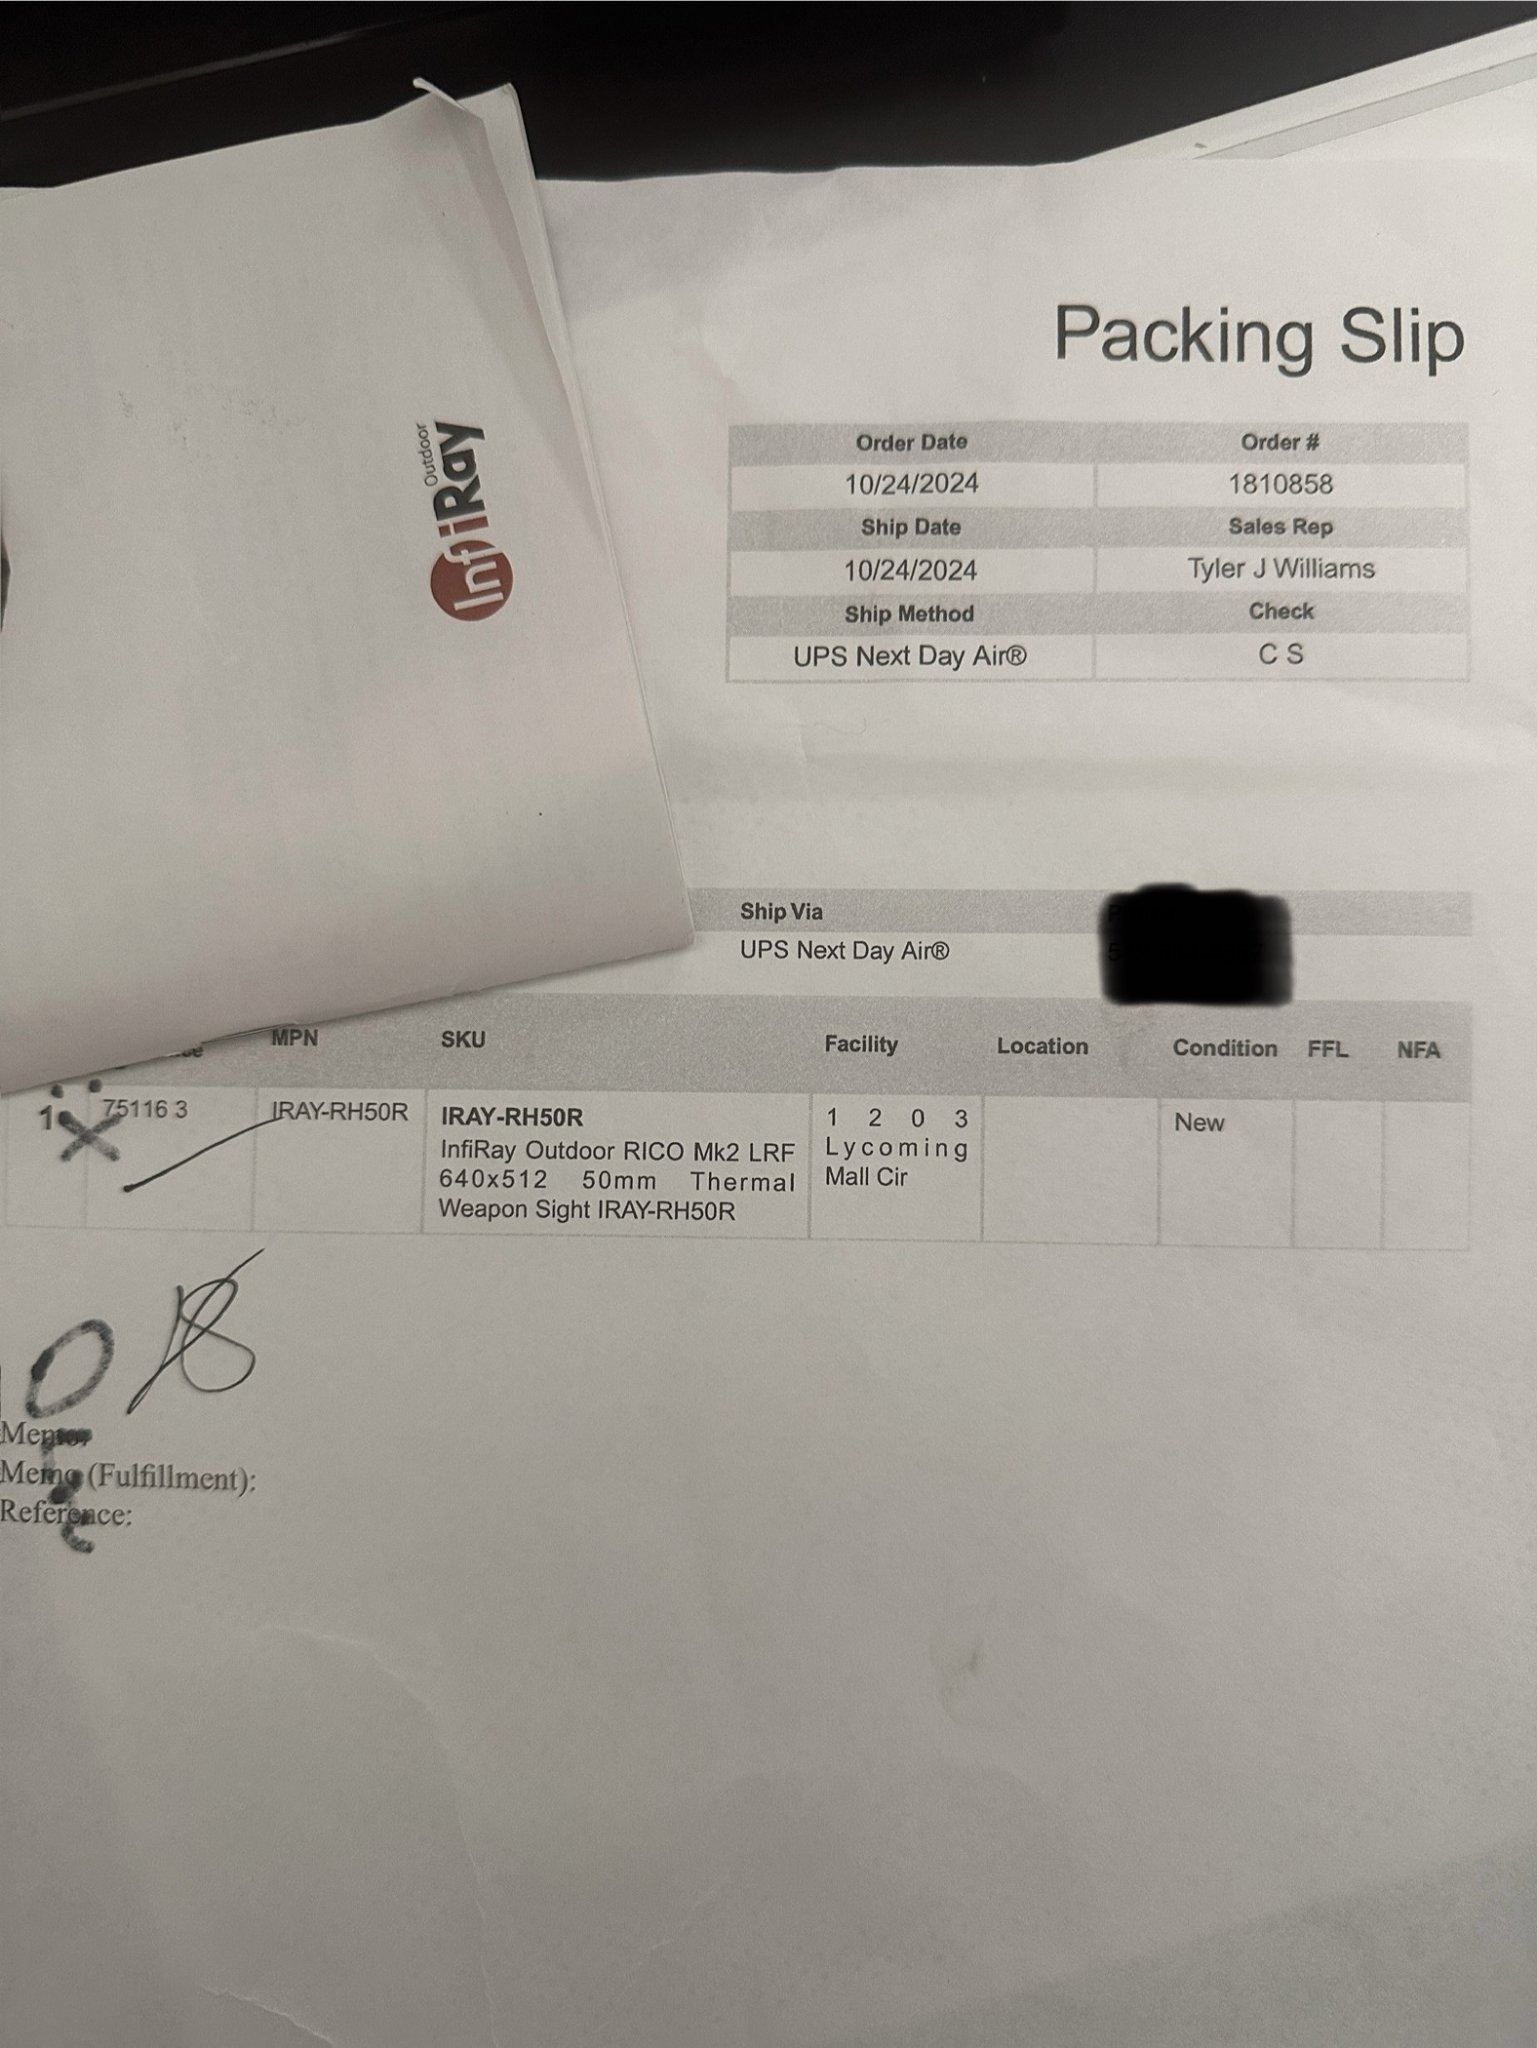 InfiRay
Outdoor
Packing Slip
Order Date Order #
10/24/2024 1810858
Ship Date Sales Rep
10/24/2024 Tyler J Williams
Ship Method Check
UPS Next Day Air® C S
Ship Via
UPS Next Day Air®
MPN SKU Facility Location Condition FFL NFA
1 75116 3 IRAY-RH50R IRAY-RH50R 1 2 0 3 New
InfiRay Outdoor RICO Mk2 LRF Lycoming
640x512 50mm Thermal Mall Cir
Weapon Sight IRAY-RH50R
Memo:
Memo (Fulfillment):
Reference: